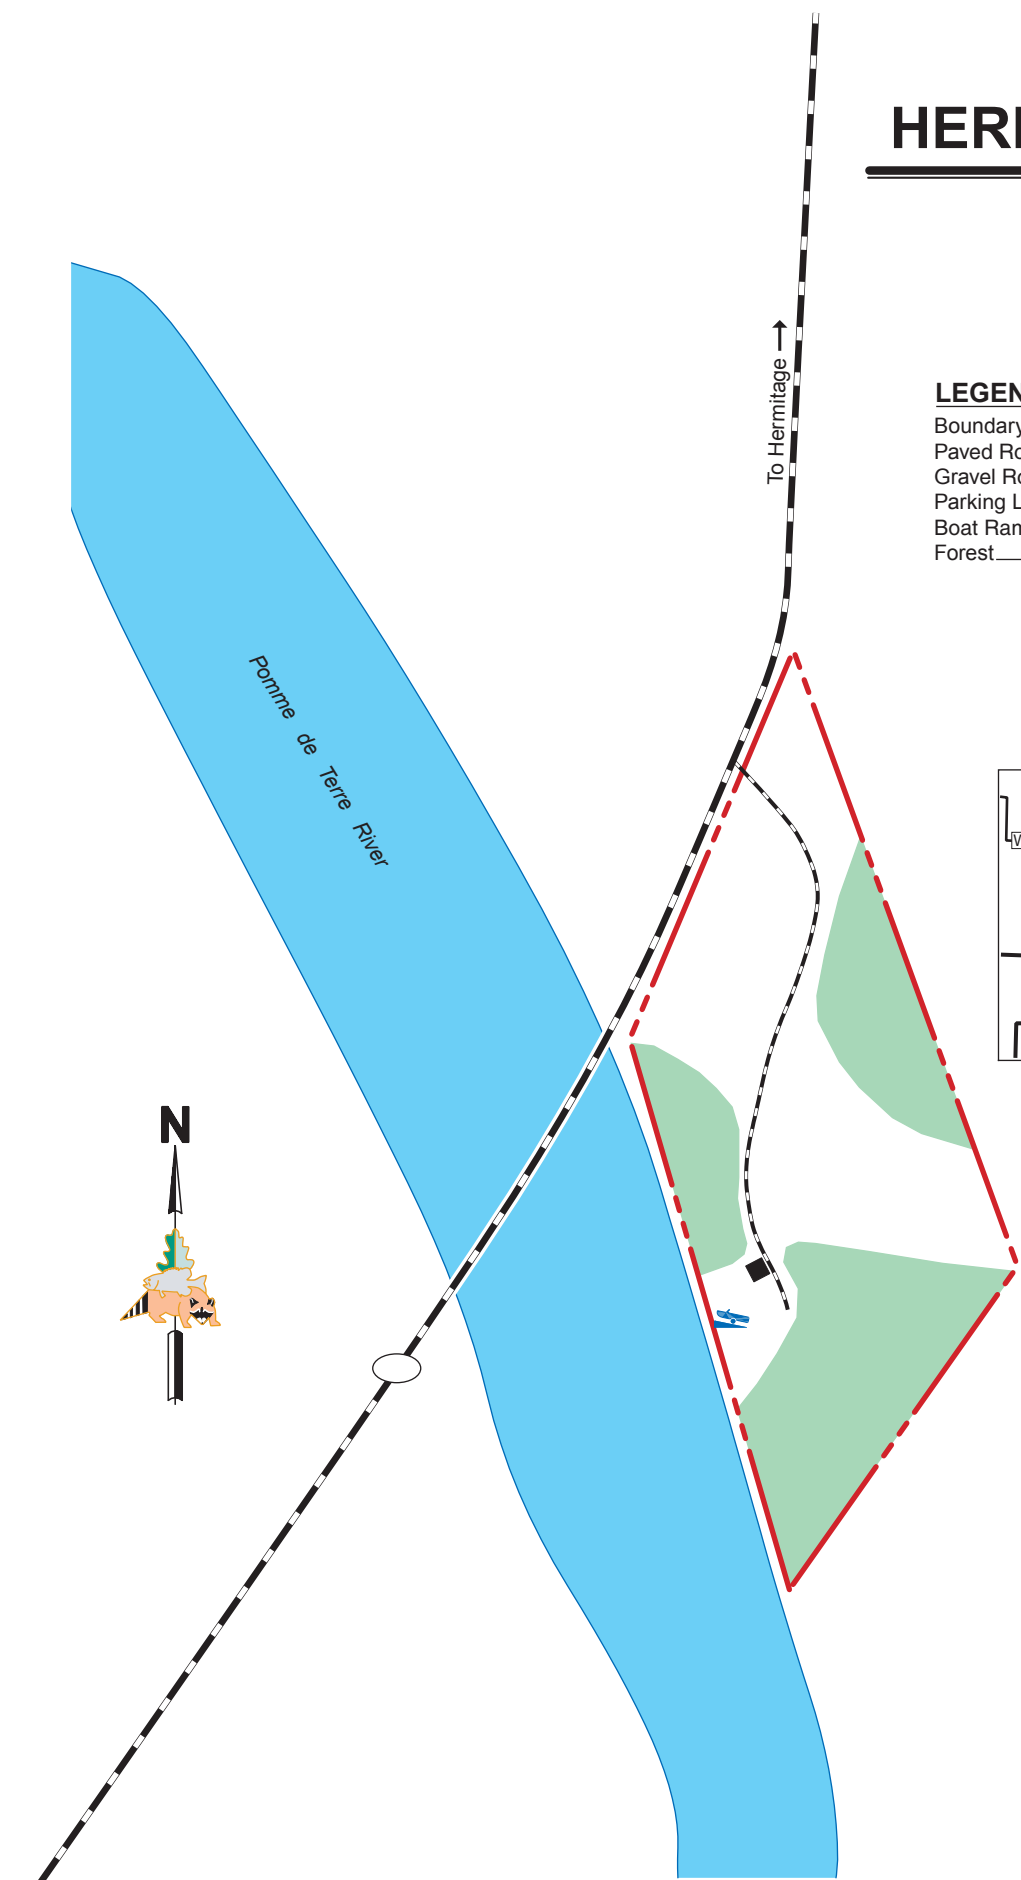 HER
To Hermitage
LEGEN
Boundary
Paved Ro
Gravel Ro
Parking L
Boat Ram
Forest
Pomme de Terre River
N